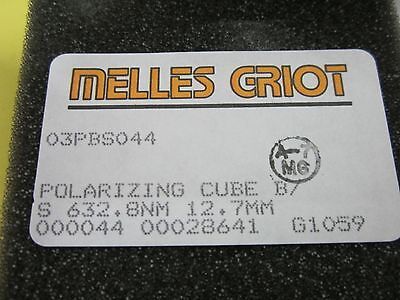 MELLES GRIOT
03PBS044
MG
POLARIZING CUBE B/
S 632.8NM 12.7MM
000044 00028641 G1059